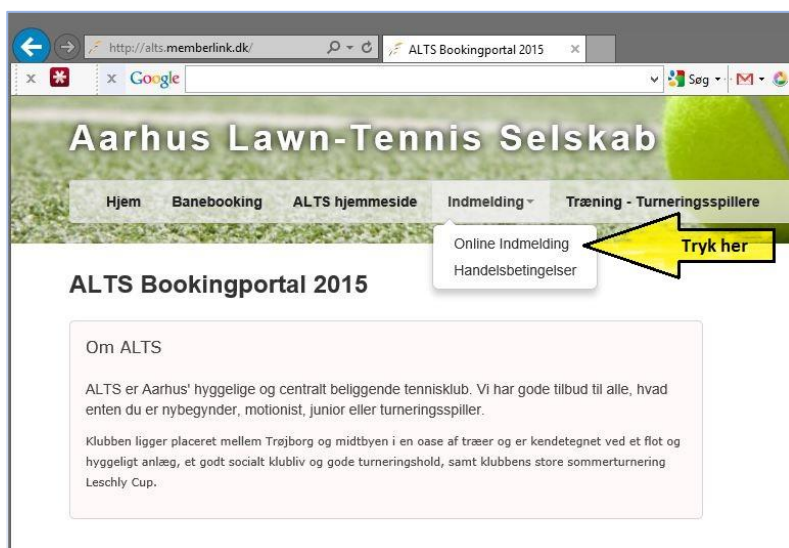 http://alts.memberlink.dk/
ALTS Bookingportal 2015
Google
Søg
Aarhus Lawn-Tennis Selskab
Hjem Banebooking ALTS hjemmeside Indmelding Træning - Turneringsspillere
Online Indmelding
Tryk her
Handelsbetingelser
ALTS Bookingportal 2015
Om ALTS
ALTS er Aarhus' hyggelige og centralt beliggende tennisklub. Vi har gode tilbud til alle, hvad
enten du er nybegynder, motionist, junior eller turneringsspiller.
Klubben ligger placeret mellem Trøjborg og midtbyen i en oase af træer og er kendetegnet ved et flot og
hyggeligt anlæg, et godt socialt klubliv og gode turneringshold, samt klubbens store sommerturnering
Leschly Cup.